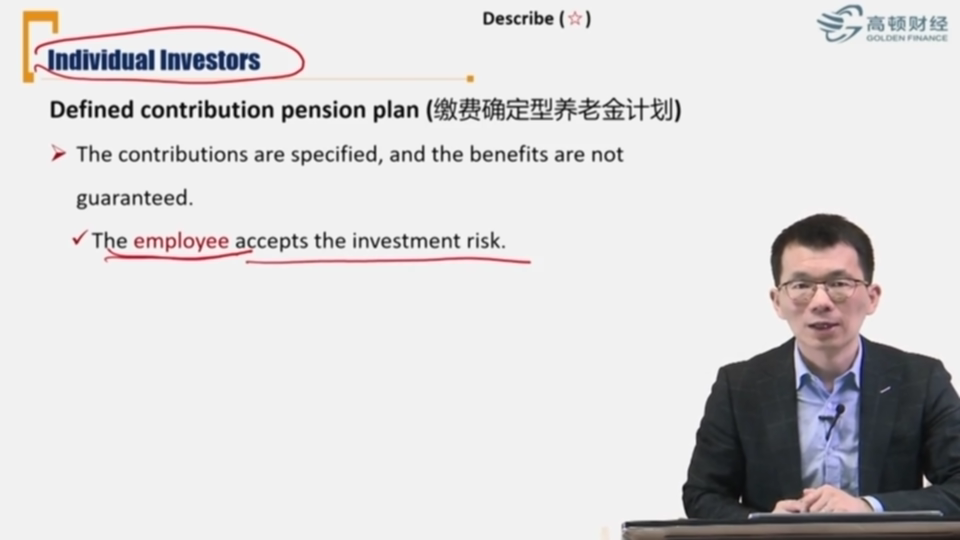 Describe (☆)
高顿财经
GOLDEN FINANCE
Individual Investors
Defined contribution pension plan (缴费确定型养老金计划)
➢ The contributions are specified, and the benefits are not
guaranteed.
✓ The employee accepts the investment risk.